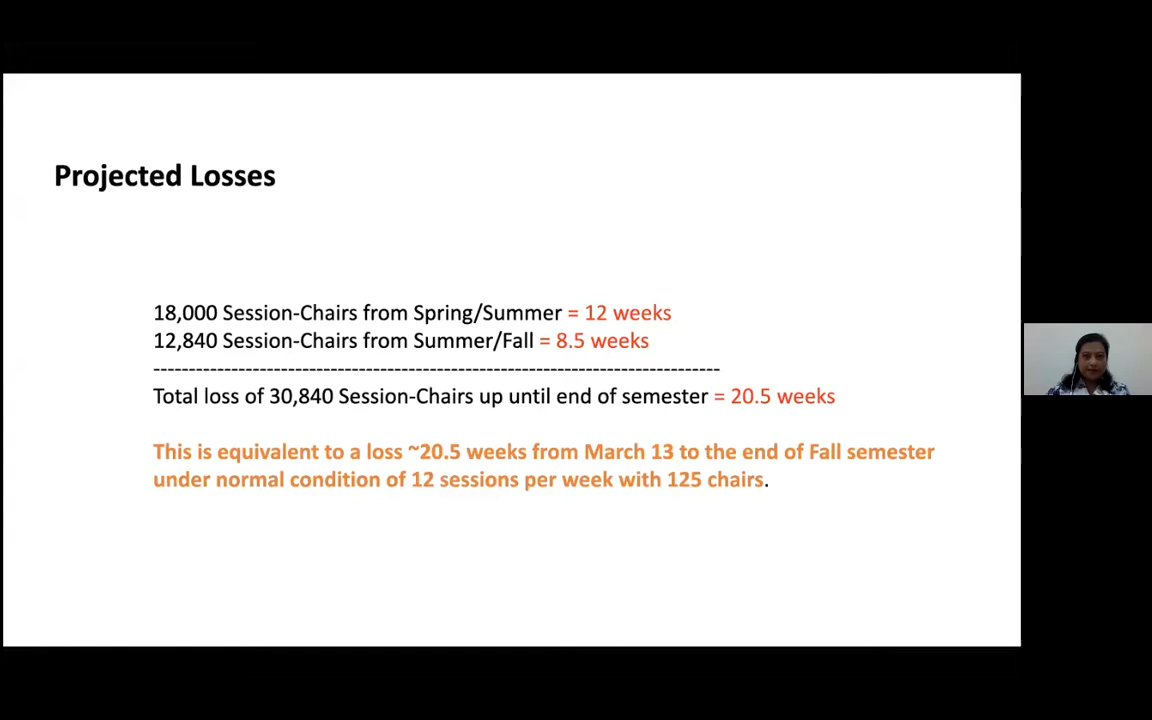 Projected Losses
18,000 Session-Chairs from Spring/Summer = 12 weeks
12,840 Session-Chairs from Summer/Fall = 8.5 weeks
--------------------------------------------------------------------------------
Total loss of 30,840 Session-Chairs up until end of semester = 20.5 weeks
This is equivalent to a loss ~20.5 weeks from March 13 to the end of Fall semester
under normal condition of 12 sessions per week with 125 chairs.